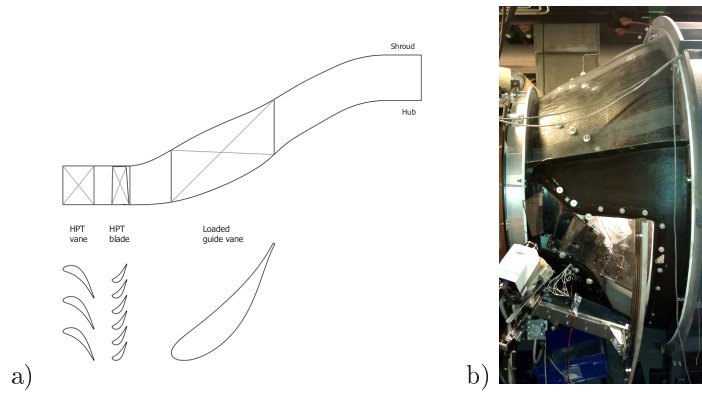 Shroud
Hub
HPT
vane
HPT
blade
Loaded
guide vane
a)
b)